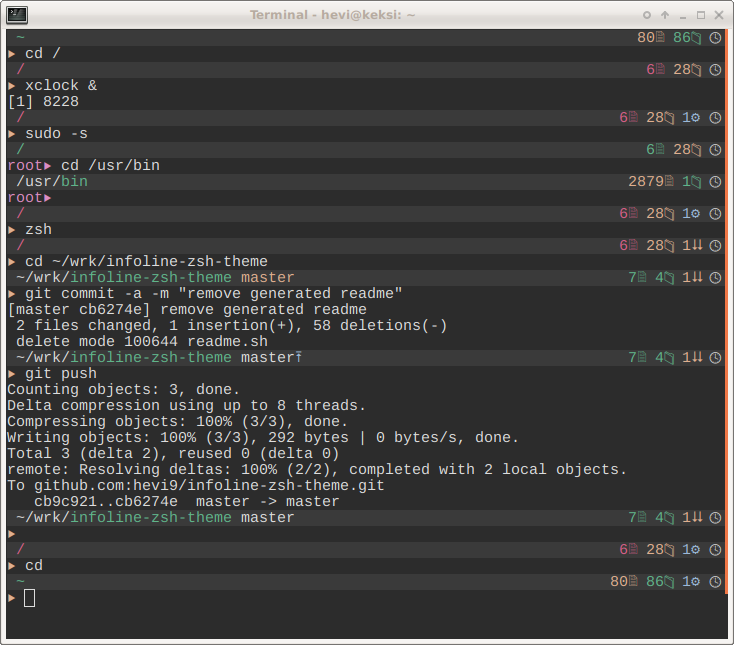 Terminal - hevi@keksi: ~
~ 80 86
▸ cd /
/ 6 28
▸ xclock &
[1] 8228
/ 6 28 1⚙
▸ sudo -s
/ 6 28
root▸ cd /usr/bin
/usr/bin 2879 1
root▸
/ 6 28 1⚙
▸ zsh
/ 6 28 1⇊
▸ cd ~/wrk/infoline-zsh-theme
~/wrk/infoline-zsh-theme master 7 4 1⇊
▸ git commit -a -m "remove generated readme"
[master cb6274e] remove generated readme
2 files changed, 1 insertion(+), 58 deletions(-)
delete mode 100644 readme.sh
~/wrk/infoline-zsh-theme master⤒ 7 4 1⇊
▸ git push
Counting objects: 3, done.
Delta compression using up to 8 threads.
Compressing objects: 100% (3/3), done.
Writing objects: 100% (3/3), 292 bytes | 0 bytes/s, done.
Total 3 (delta 2), reused 0 (delta 0)
remote: Resolving deltas: 100% (2/2), completed with 2 local objects.
To github.com:hevi9/infoline-zsh-theme.git
cb9c921..cb6274e  master -> master
~/wrk/infoline-zsh-theme master 7 4 1⇊
▸
/ 6 28 1⚙
▸ cd
~ 80 86 1⚙
▸